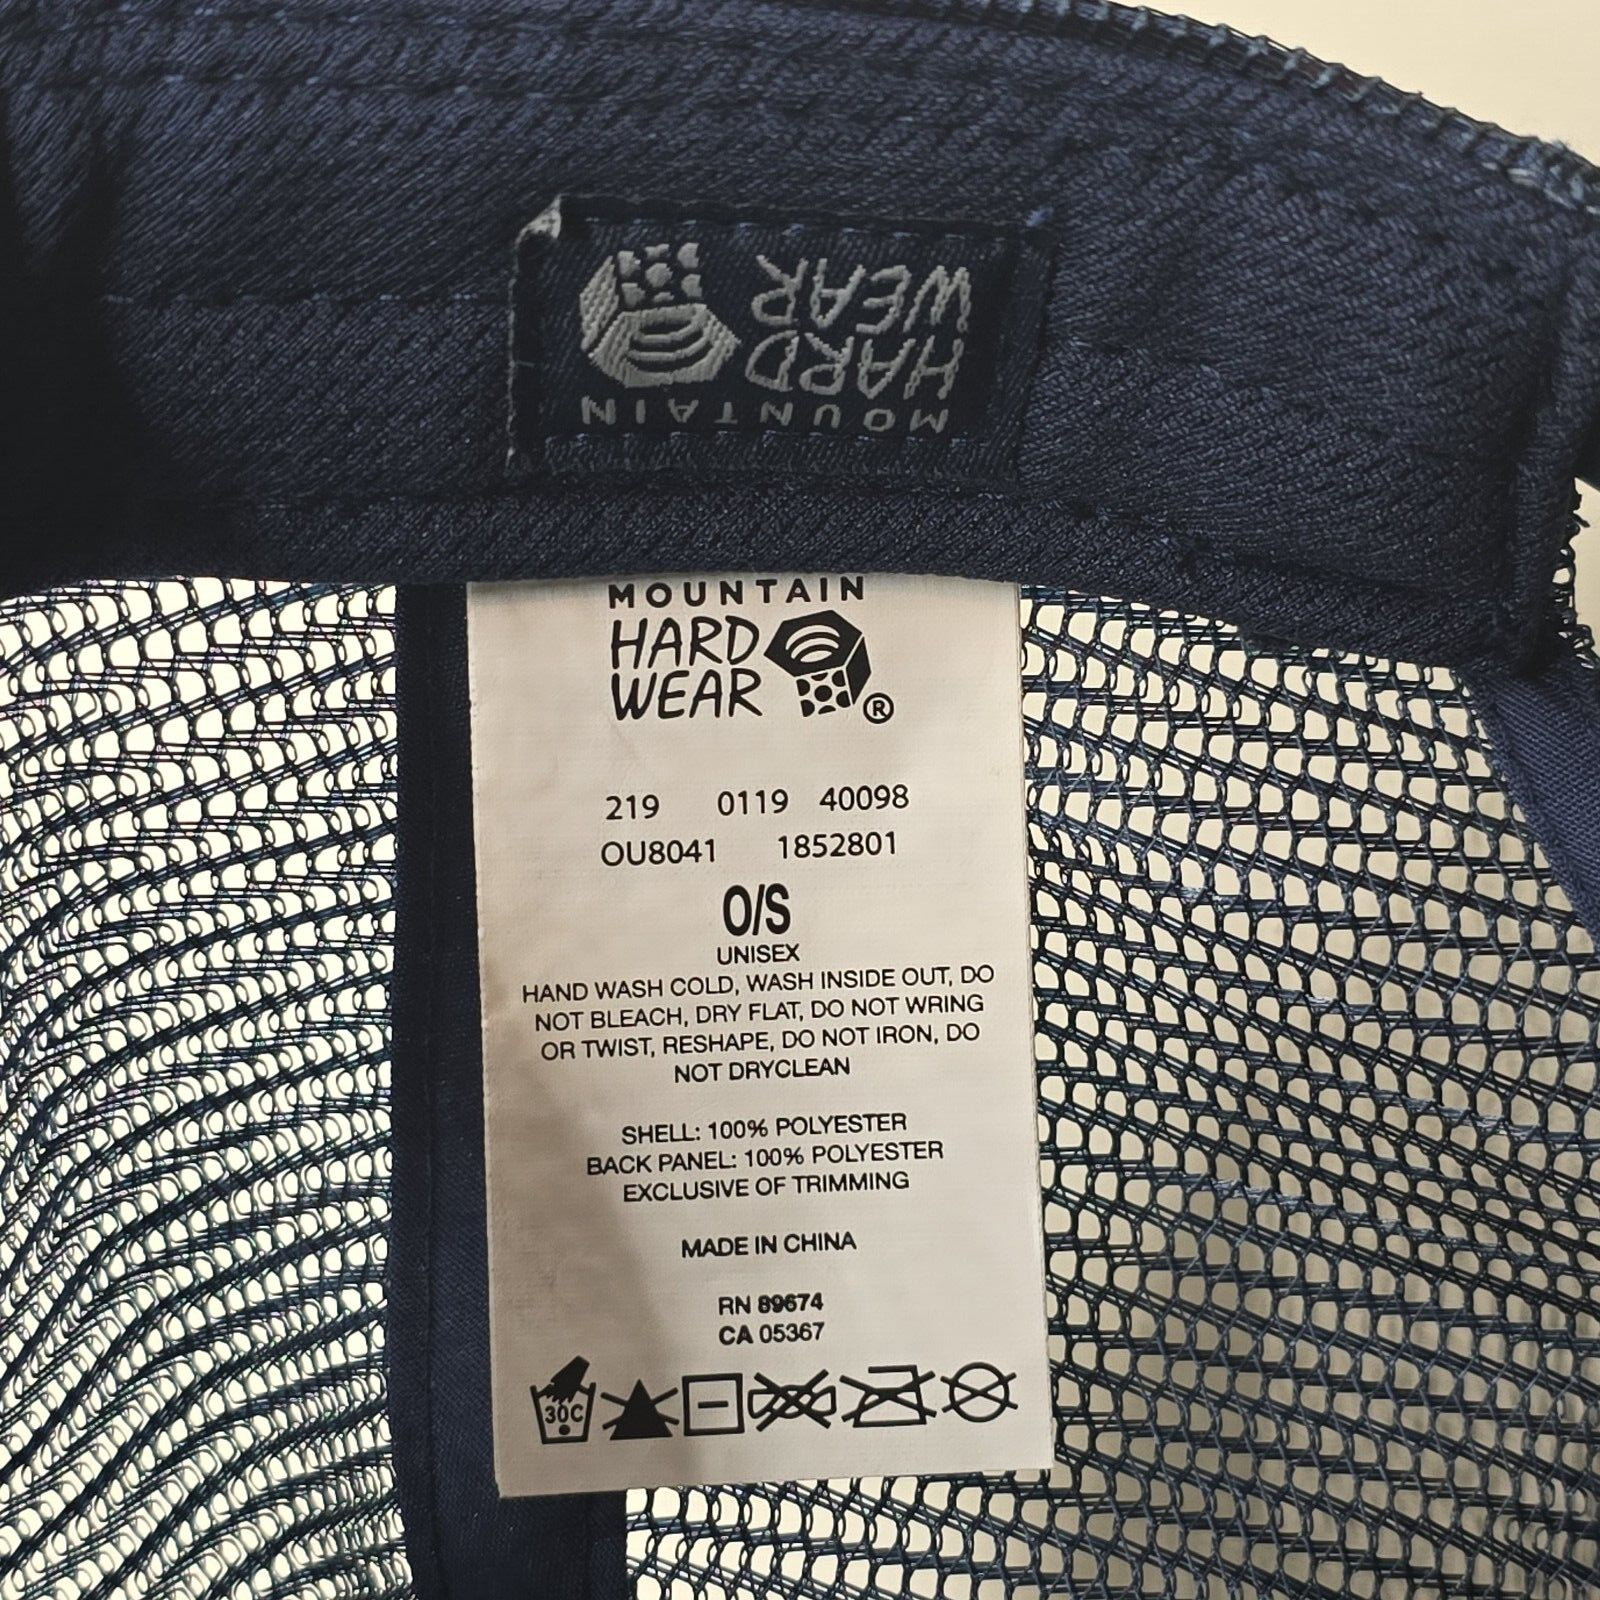 MOUNTAIN
HARD
WEAR
MOUNTAIN
HARD
WEAR ®
219 0119 40098
OU8041 1852801
O/S
UNISEX
HAND WASH COLD, WASH INSIDE OUT, DO
NOT BLEACH, DRY FLAT, DO NOT WRING
OR TWIST, RESHAPE, DO NOT IRON, DO
NOT DRYCLEAN
SHELL: 100% POLYESTER
BACK PANEL: 100% POLYESTER
EXCLUSIVE OF TRIMMING
MADE IN CHINA
RN 89674
CA 05367
30C